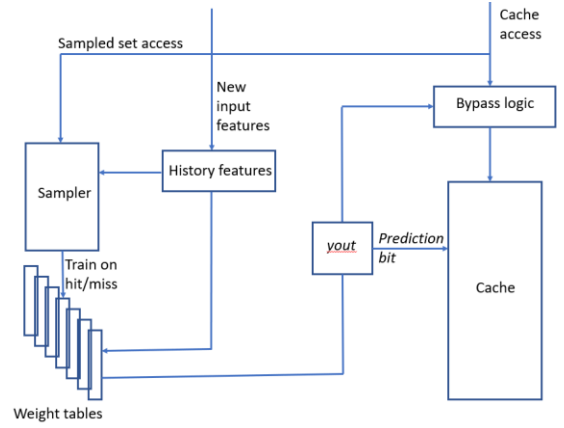 Cache
access
Sampled set access
New
input
features
Bypass logic
History features
Sampler
yout
Prediction
bit
Train on
hit/miss
Cache
Weight tables